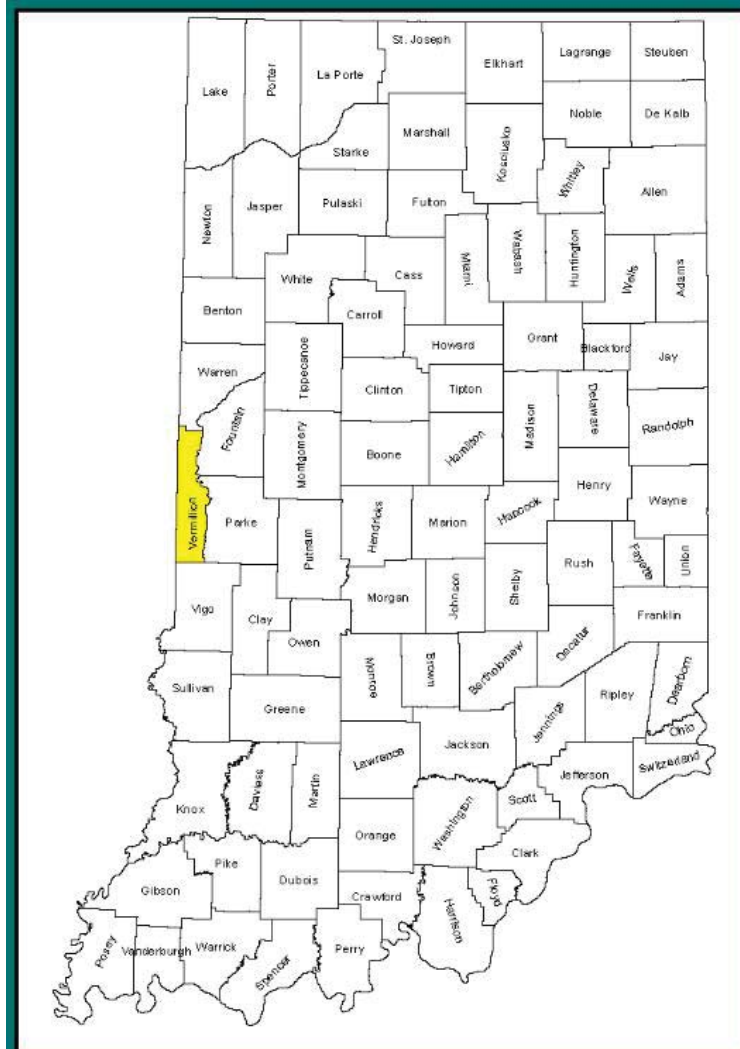 St. Joseph
Lagrange
Steuben
Elkhart
La Porte
Porter
Lake
Noble
De Kalb
Marshall
Kosciusko
Starke
Whitley
Allen
Jasper
Pulaski
Fulton
Newton
Wabash
Huntington
Miami
White
Cass
Wells
Adams
Benton
Carroll
Grant
Howard
Blackford
Jay
Warren
Tippecanoe
Clinton
Tipton
Fountain
Madison
Delaware
Randolph
Montgomery
Boone
Hamilton
Henry
Wayne
Vermillion
Parke
Hendricks
Marion
Hancock
Putnam
Rush
Fayette
Union
Shelby
Johnson
Morgan
Vigo
Clay
Franklin
Owen
Decatur
Monroe
Brown
Bartholomew
Dearborn
Sullivan
Ripley
Greene
Jennings
Ohio
Jackson
Lawrence
Switzerland
Jefferson
Daviess
Martin
Scott
Knox
Washington
Orange
Clark
Pike
Dubois
Gibson
Crawford
Floyd
Harrison
Posey
Vanderburgh
Warrick
Spencer
Perry